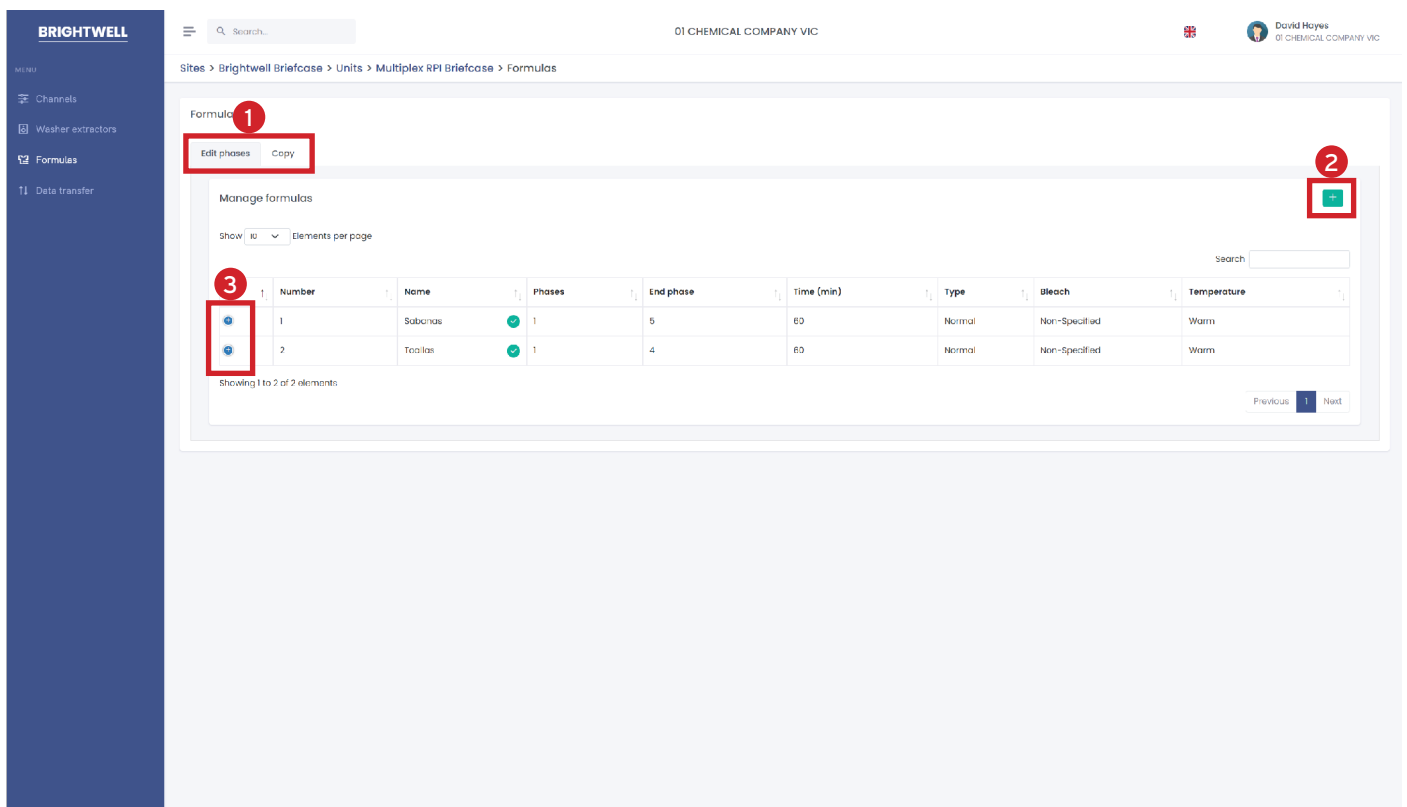 BRIGHTWELL
Search...
01 CHEMICAL COMPANY VIC
David Hayes
01 CHEMICAL COMPANY VIC
MENU
Channels
Washer extractors
Formulas
Data transfer
Sites > Brightwell Briefcase > Units > Multiplex RPI Briefcase > Formulas
Formula
1
Edit phases Copy
2
Manage formulas
+
Show 10 Elements per page
Search
3
Number Name Phases End phase Time (min) Type Bleach Temperature
1 Sabanas 1 5 60 Normal Non-Specified Warm
2 Toallas 1 4 60 Normal Non-Specified Warm
Showing 1 to 2 of 2 elements
Previous 1 Next